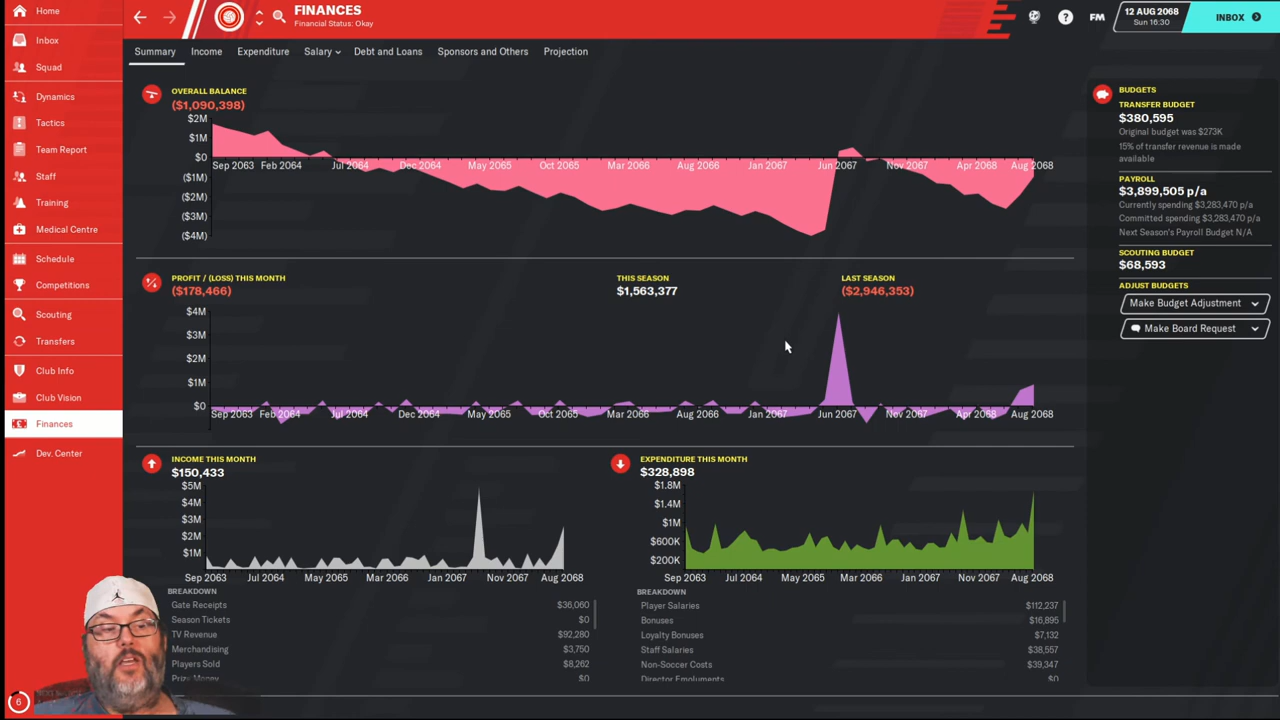 Home
Inbox
Squad
Dynamics
Tactics
Team Report
Staff
Training
Medical Centre
Schedule
Competitions
Scouting
Transfers
Club Info
Club Vision
Finances
Dev. Center
6
FINANCES
Financial Status: Okay
?
FM
12 AUG 2068
Sun 16:30
INBOX
Summary
Income
Expenditure
Salary
Debt and Loans
Sponsors and Others
Projection
OVERALL BALANCE
($1,090,398)
$2M
$1M
$0
($1M)
($2M)
($3M)
($4M)
Sep 2063 Feb 2064 Jul 2064 Dec 2064 May 2065 Oct 2065 Mar 2066 Aug 2066 Jan 2067 Jun 2067 Nov 2067 Apr 2068 Aug 2068
PROFIT / (LOSS) THIS MONTH
($178,466)
THIS SEASON
$1,563,377
LAST SEASON
($2,946,353)
$4M
$3M
$2M
$1M
$0
Sep 2063 Feb 2064 Jul 2064 Dec 2064 May 2065 Oct 2065 Mar 2066 Aug 2066 Jan 2067 Jun 2067 Nov 2067 Apr 2068 Aug 2068
INCOME THIS MONTH
$150,433
$5M
$4M
$3M
$2M
$1M
Sep 2063 Jul 2064 May 2065 Mar 2066 Jan 2067 Nov 2067 Aug 2068
BREAKDOWN
Gate Receipts $36,060
Season Tickets $0
TV Revenue $92,280
Merchandising $3,750
Players Sold $8,262
Prize Money $0
EXPENDITURE THIS MONTH
$328,898
$1.8M
$1.4M
$1M
$600K
$200K
Sep 2063 Jul 2064 May 2065 Mar 2066 Jan 2067 Nov 2067 Aug 2068
BREAKDOWN
Player Salaries $112,237
Bonuses $16,895
Loyalty Bonuses $7,132
Staff Salaries $38,557
Non-Soccer Costs $39,347
Director Emoluments $0
BUDGETS
TRANSFER BUDGET
$380,595
Original budget was $273K
15% of transfer revenue is made
available
PAYROLL
$3,899,505 p/a
Currently spending $3,283,470 p/a
Committed spending $3,283,470 p/a
Next Season's Payroll Budget N/A
SCOUTING BUDGET
$68,593
ADJUST BUDGETS
Make Budget Adjustment
Make Board Request